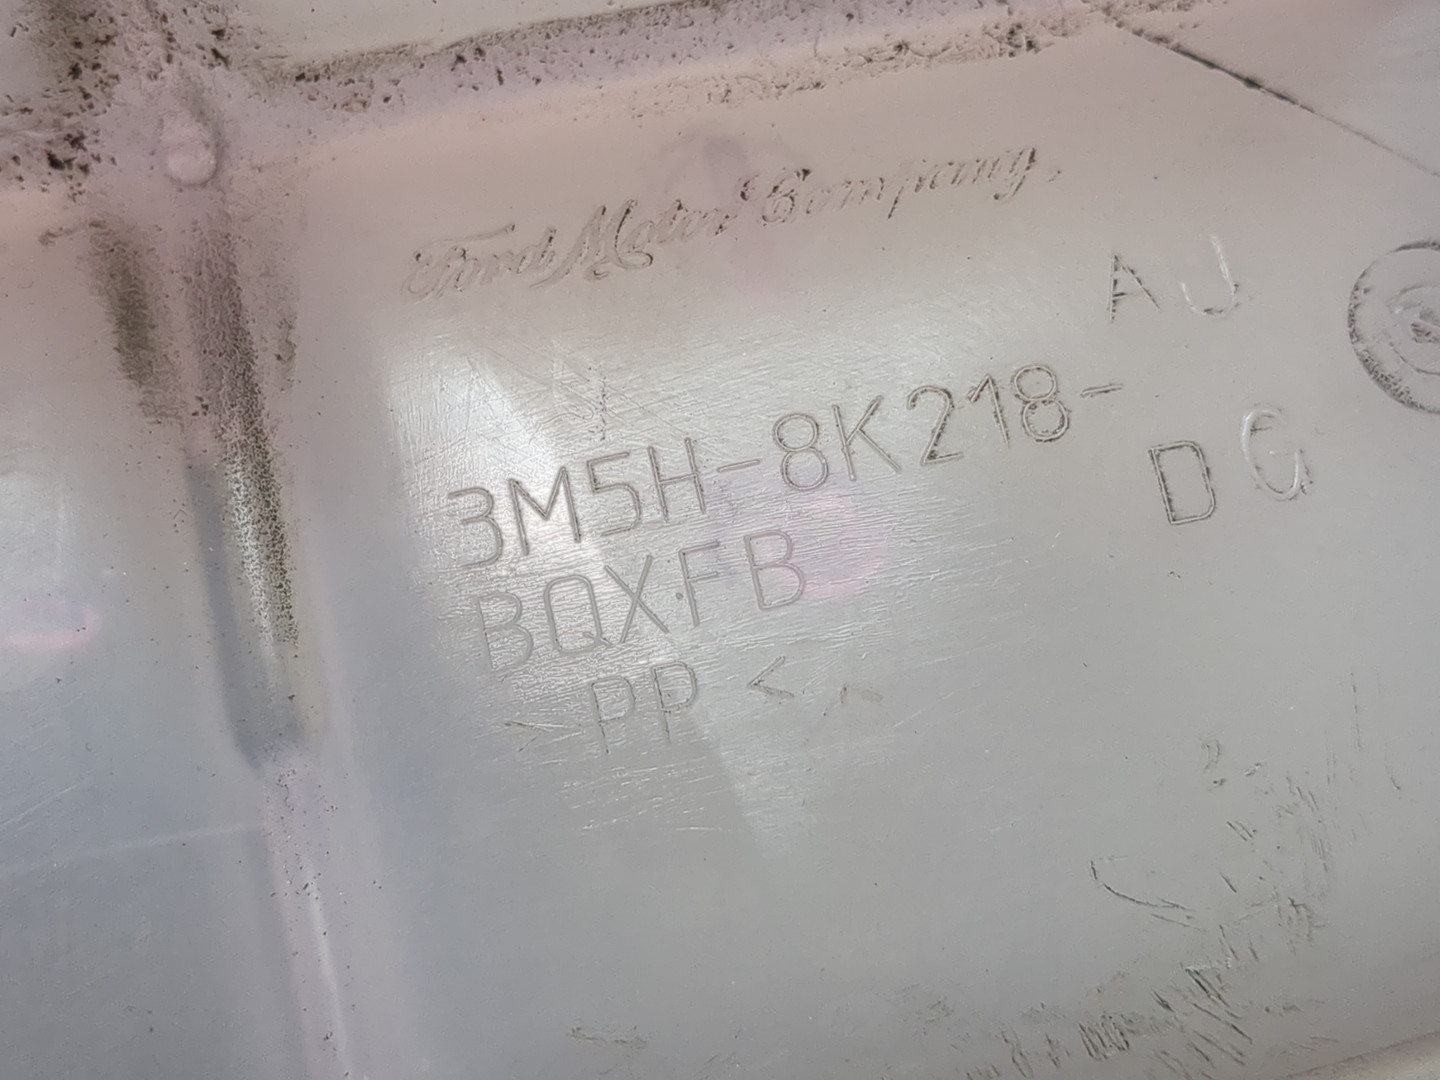 Ford Motor Company.
AJ
3M5H-8K218-
DG
BQXFB
>PP<